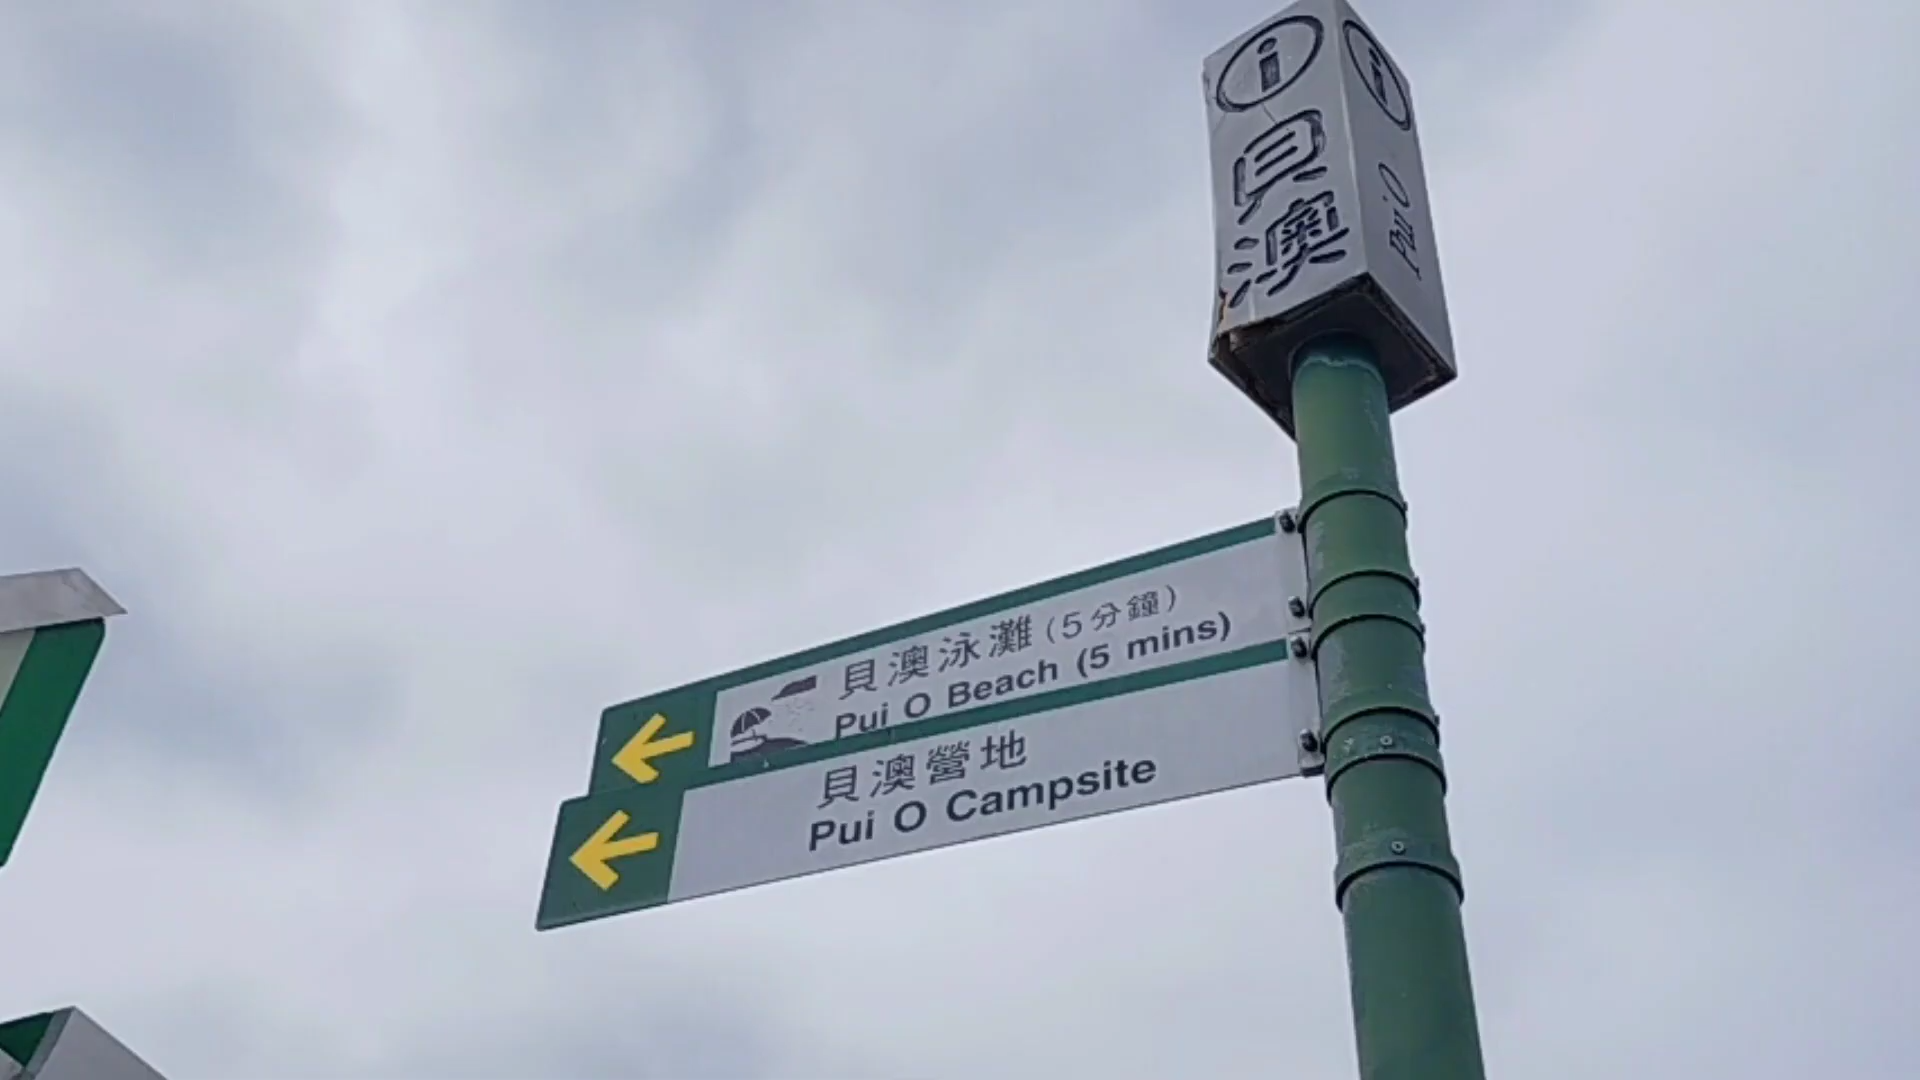 i
貝澳
i
Pui O
貝澳泳灘 (5分鐘)
Pui O Beach (5 mins)
貝澳營地
Pui O Campsite